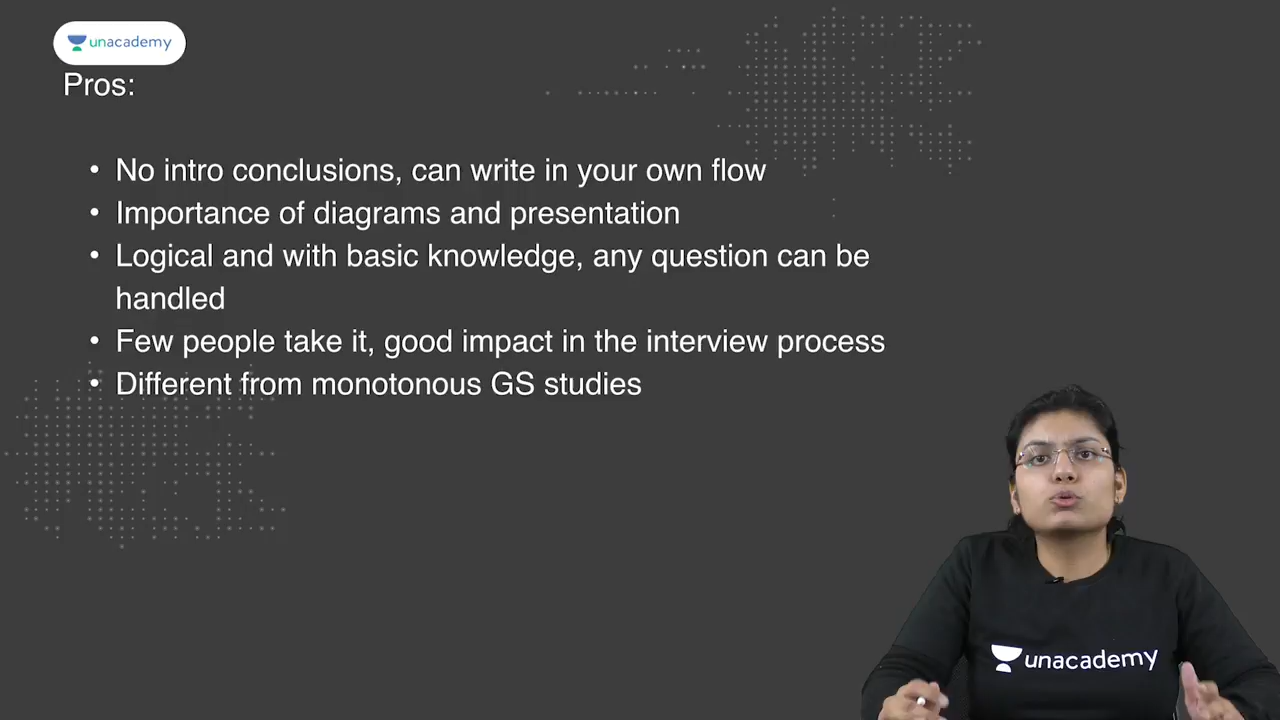 unacademy
Pros:
• No intro conclusions, can write in your own flow
• Importance of diagrams and presentation
• Logical and with basic knowledge, any question can be
handled
• Few people take it, good impact in the interview process
• Different from monotonous GS studies
unacademy